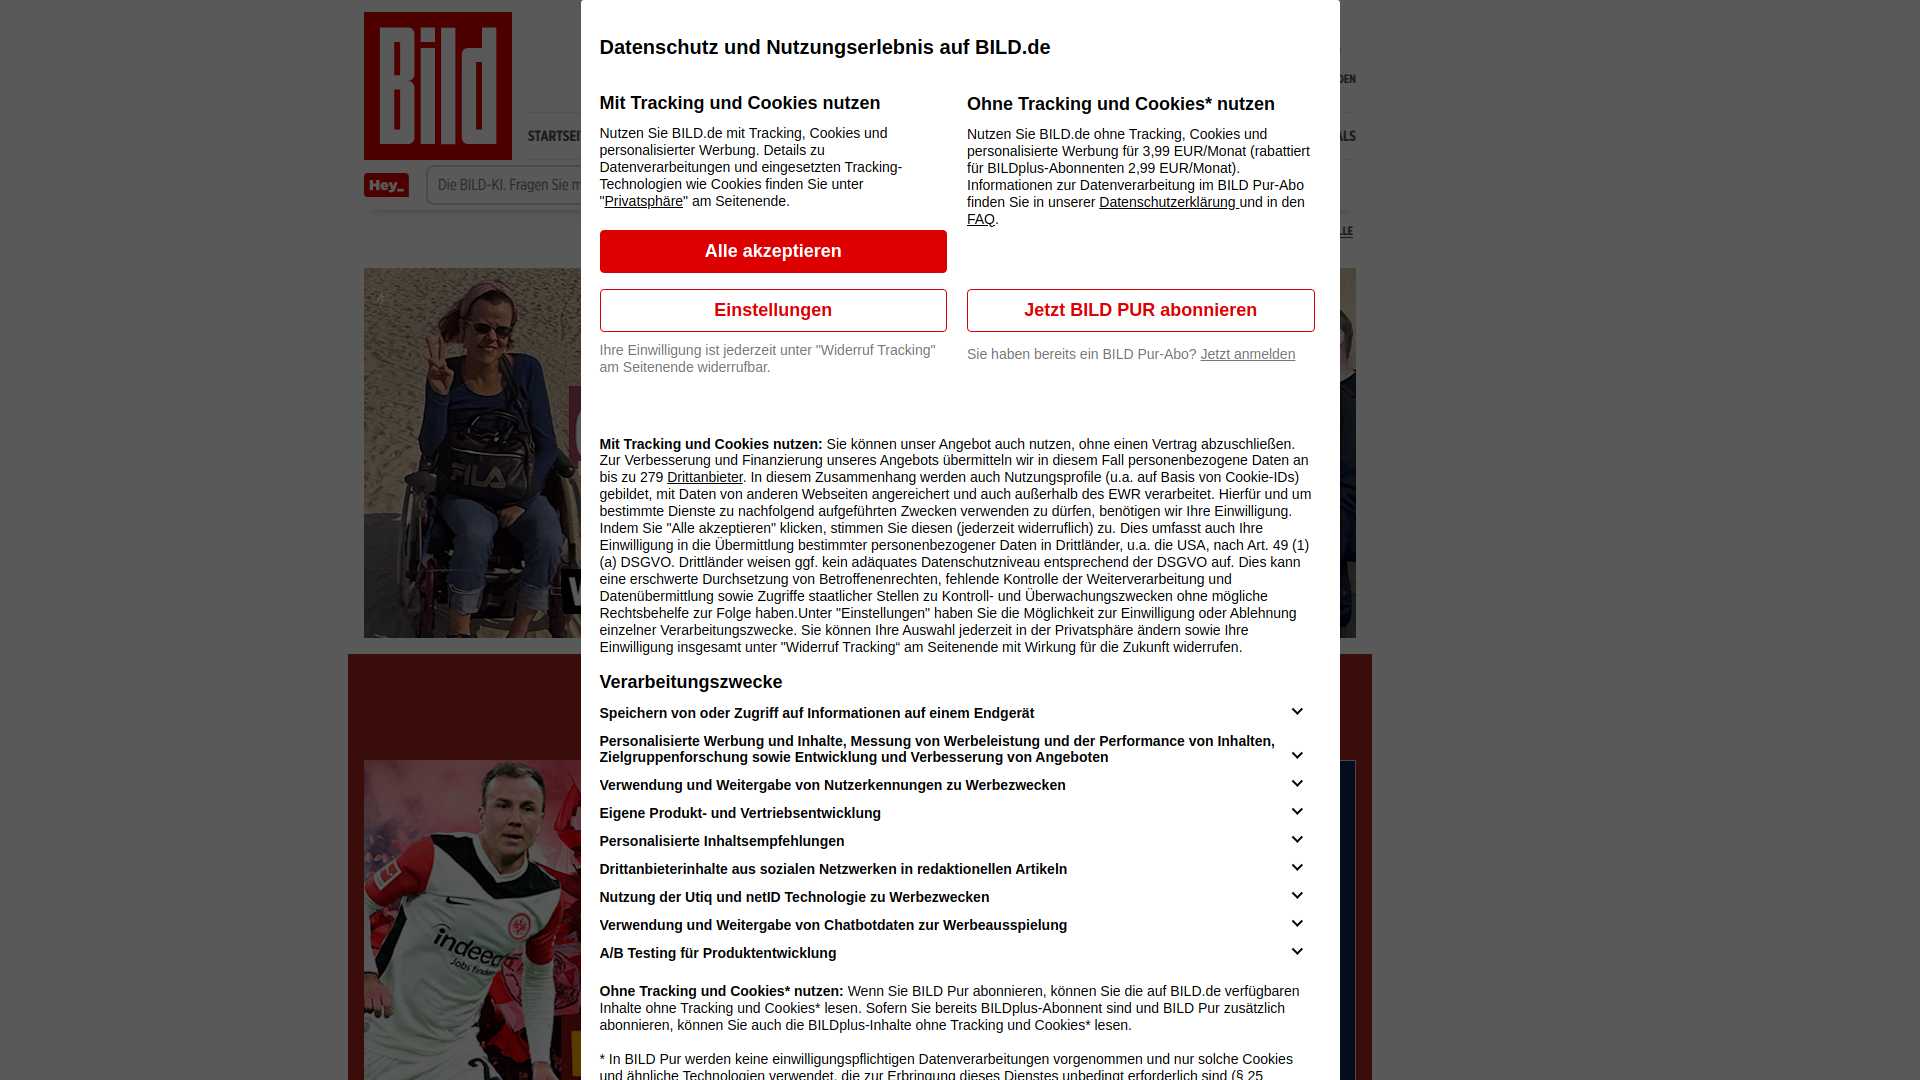 Bild
Datenschutz und Nutzungserlebnis auf BILD.de
Mit Tracking und Cookies nutzen
Nutzen Sie BILD.de mit Tracking, Cookies und
personalisierter Werbung. Details zu
Datenverarbeitungen und eingesetzten Tracking-
Technologien wie Cookies finden Sie unter
"Privatsphäre" am Seitenende.
Alle akzeptieren
Einstellungen
Ihre Einwilligung ist jederzeit unter "Widerruf Tracking"
am Seitenende widerrufbar.
Ohne Tracking und Cookies* nutzen
Nutzen Sie BILD.de ohne Tracking, Cookies und
personalisierte Werbung für 3,99 EUR/Monat (rabattiert
für BILDplus-Abonnenten 2,99 EUR/Monat).
Informationen zur Datenverarbeitung im BILD Pur-Abo
finden Sie in unserer Datenschutzerklärung und in den
FAQ.
Jetzt BILD PUR abonnieren
Sie haben bereits ein BILD Pur-Abo? Jetzt anmelden
Hey_
Die BILD-KI. Fragen Sie
FILA
Mit Tracking und Cookies nutzen: Sie können unser Angebot auch nutzen, ohne einen Vertrag abzuschließen.
Zur Verbesserung und Finanzierung unseres Angebots übermitteln wir in diesem Fall personenbezogene Daten an
bis zu 279 Drittanbieter. In diesem Zusammenhang werden auch Nutzungsprofile (u.a. auf Basis von Cookie-IDs)
gebildet, mit Daten von anderen Webseiten angereichert und auch außerhalb des EWR verarbeitet. Hierfür und um
bestimmte Dienste zu nachfolgend aufgeführten Zwecken verwenden zu dürfen, benötigen wir Ihre Einwilligung.
Indem Sie "Alle akzeptieren" klicken, stimmen Sie diesen (jederzeit widerruflich) zu. Dies umfasst auch Ihre
Einwilligung in die Übermittlung bestimmter personenbezogener Daten in Drittländer, u.a. die USA, nach Art. 49 (1)
(a) DSGVO. Drittländer weisen ggf. kein adäquates Datenschutzniveau entsprechend der DSGVO auf. Dies kann
eine erschwerte Durchsetzung von Betroffenenrechten, fehlende Kontrolle der Weiterverarbeitung und
Datenübermittlung sowie Zugriffe staatlicher Stellen zu Kontroll- und Überwachungszwecken ohne mögliche
Rechtsbehelfe zur Folge haben.Unter "Einstellungen" haben Sie die Möglichkeit zur Einwilligung oder Ablehnung
einzelner Verarbeitungszwecke. Sie können Ihre Auswahl jederzeit in der Privatsphäre ändern sowie Ihre
Einwilligung insgesamt unter "Widerruf Tracking“ am Seitenende mit Wirkung für die Zukunft widerrufen.
Verarbeitungszwecke
Speichern von oder Zugriff auf Informationen auf einem Endgerät
Personalisierte Werbung und Inhalte, Messung von Werbeleistung und der Performance von Inhalten,
Zielgruppenforschung sowie Entwicklung und Verbesserung von Angeboten
Verwendung und Weitergabe von Nutzerkennungen zu Werbezwecken
Eigene Produkt- und Vertriebsentwicklung
Personalisierte Inhaltsempfehlungen
Drittanbieterinhalte aus sozialen Netzwerken in redaktionellen Artikeln
Nutzung der Utiq und netID Technologie zu Werbezwecken
Verwendung und Weitergabe von Chatbotdaten zur Werbeausspielung
A/B Testing für Produktentwicklung
indeed
Jobs finden
Ohne Tracking und Cookies* nutzen: Wenn Sie BILD Pur abonnieren, können Sie die auf BILD.de verfügbaren
Inhalte ohne Tracking und Cookies* lesen. Sofern Sie bereits BILDplus-Abonnent sind und BILD Pur zusätzlich
abonnieren, können Sie auch die BILDplus-Inhalte ohne Tracking und Cookies* lesen.
* In BILD Pur werden keine einwilligungspflichtigen Datenverarbeitungen vorgenommen und nur solche Cookies
und ähnliche Technologien verwendet, die zur Erbringung dieses Dienstes unbedingt erforderlich sind (§ 25